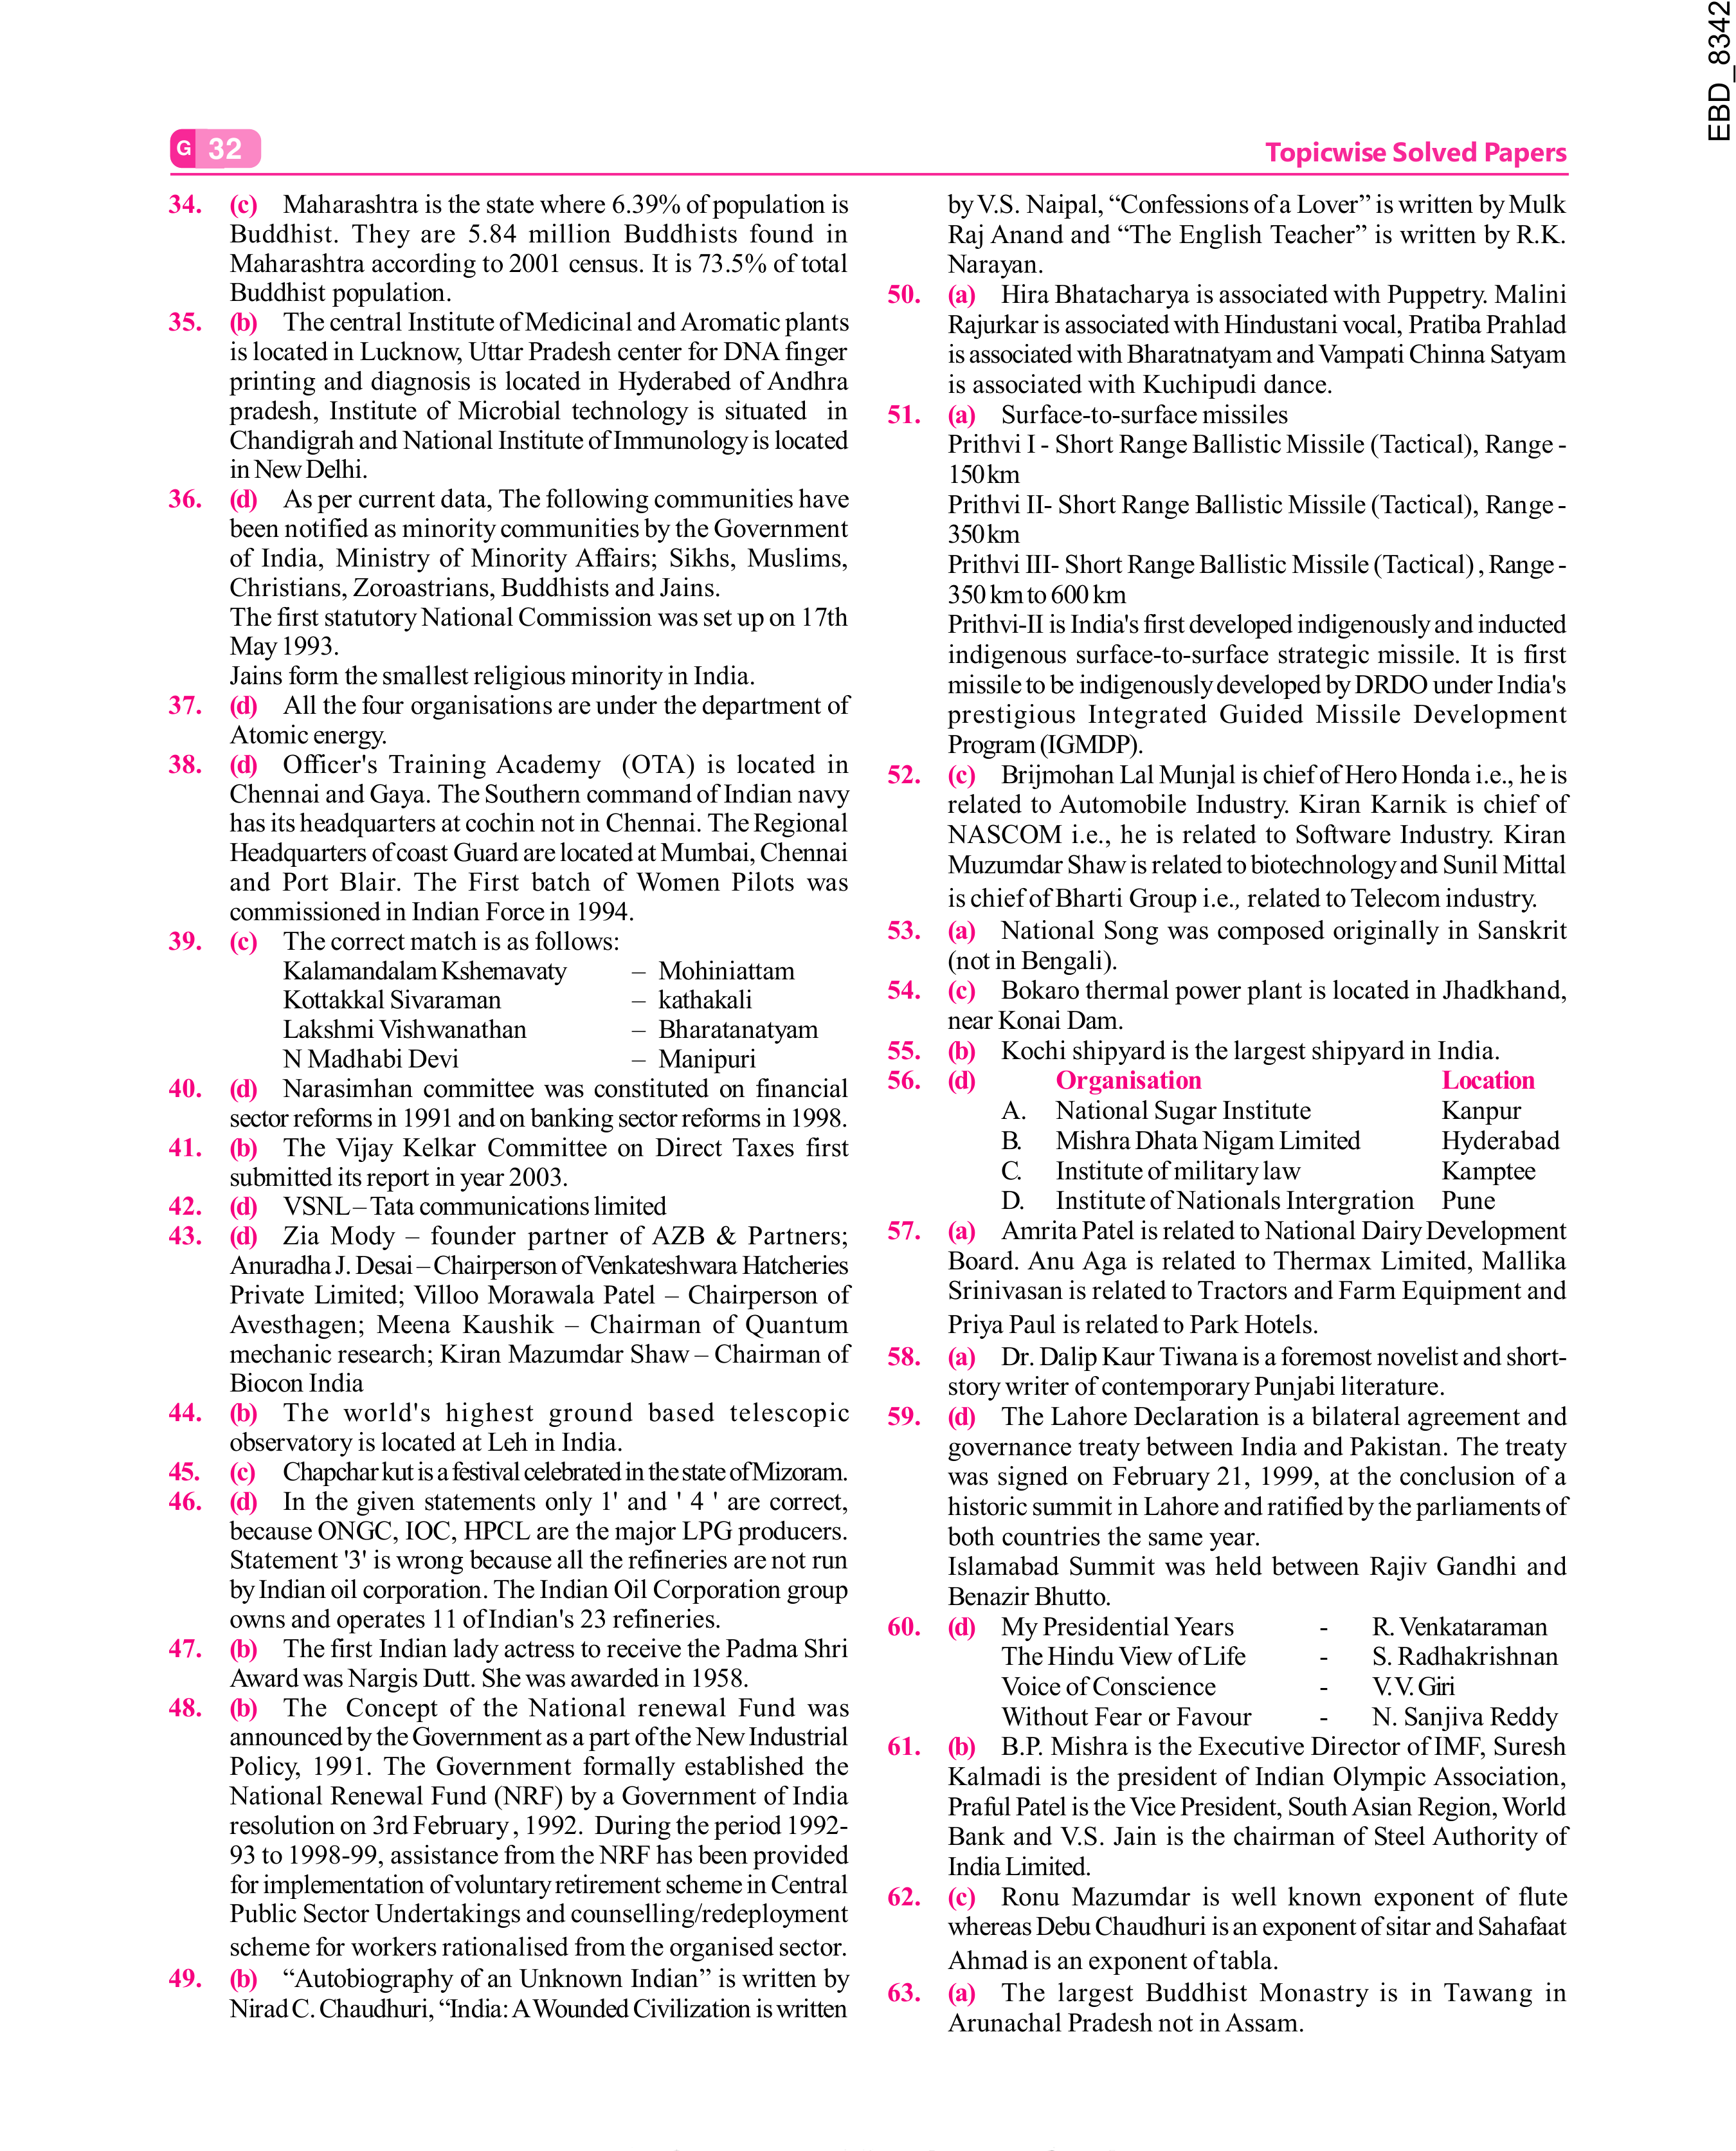 EBD_8342
G 32
Topicwise Solved Papers
34. (c) Maharashtra is the state where 6.39% of population is
Buddhist. They are 5.84 million Buddhists found in
Maharashtra according to 2001 census. It is 73.5% of total
Buddhist population.
35. (b) The central Institute of Medicinal and Aromatic plants
is located in Lucknow, Uttar Pradesh center for DNA finger
printing and diagnosis is located in Hyderabed of Andhra
pradesh, Institute of Microbial technology is situated in
Chandigrah and National Institute of Immunology is located
in New Delhi.
36. (d) As per current data, The following communities have
been notified as minority communities by the Government
of India, Ministry of Minority Affairs; Sikhs, Muslims,
Christians, Zoroastrians, Buddhists and Jains.
The first statutory National Commission was set up on 17th
May 1993.
Jains form the smallest religious minority in India.
37. (d) All the four organisations are under the department of
Atomic energy.
38. (d) Officer's Training Academy (OTA) is located in
Chennai and Gaya. The Southern command of Indian navy
has its headquarters at cochin not in Chennai. The Regional
Headquarters of coast Guard are located at Mumbai, Chennai
and Port Blair. The First batch of Women Pilots was
commissioned in Indian Force in 1994.
39. (c) The correct match is as follows:
Kalamandalam Kshemavaty – Mohiniattam
Kottakkal Sivaraman – kathakali
Lakshmi Vishwanathan – Bharatanatyam
N Madhabi Devi – Manipuri
40. (d) Narasimhan committee was constituted on financial
sector reforms in 1991 and on banking sector reforms in 1998.
41. (b) The Vijay Kelkar Committee on Direct Taxes first
submitted its report in year 2003.
42. (d) VSNL – Tata communications limited
43. (d) Zia Mody – founder partner of AZB & Partners;
Anuradha J. Desai – Chairperson of Venkateshwara Hatcheries
Private Limited; Villoo Morawala Patel – Chairperson of
Avesthagen; Meena Kaushik – Chairman of Quantum
mechanic research; Kiran Mazumdar Shaw – Chairman of
Biocon India
44. (b) The world's highest ground based telescopic
observatory is located at Leh in India.
45. (c) Chapchar kut is a festival celebrated in the state of Mizoram.
46. (d) In the given statements only 1' and ' 4 ' are correct,
because ONGC, IOC, HPCL are the major LPG producers.
Statement '3' is wrong because all the refineries are not run
by Indian oil corporation. The Indian Oil Corporation group
owns and operates 11 of Indian's 23 refineries.
47. (b) The first Indian lady actress to receive the Padma Shri
Award was Nargis Dutt. She was awarded in 1958.
48. (b) The Concept of the National renewal Fund was
announced by the Government as a part of the New Industrial
Policy, 1991. The Government formally established the
National Renewal Fund (NRF) by a Government of India
resolution on 3rd February, 1992. During the period 1992-
93 to 1998-99, assistance from the NRF has been provided
for implementation of voluntary retirement scheme in Central
Public Sector Undertakings and counselling/redeployment
scheme for workers rationalised from the organised sector.
49. (b) “Autobiography of an Unknown Indian” is written by
Nirad C. Chaudhuri, “India: A Wounded Civilization is written
by V.S. Naipal, “Confessions of a Lover” is written by Mulk
Raj Anand and “The English Teacher” is written by R.K.
Narayan.
50. (a) Hira Bhatacharya is associated with Puppetry. Malini
Rajurkar is associated with Hindustani vocal, Pratiba Prahlad
is associated with Bharatnatyam and Vampati Chinna Satyam
is associated with Kuchipudi dance.
51. (a) Surface-to-surface missiles
Prithvi I - Short Range Ballistic Missile (Tactical), Range -
150 km
Prithvi II- Short Range Ballistic Missile (Tactical), Range -
350 km
Prithvi III- Short Range Ballistic Missile (Tactical) , Range -
350 km to 600 km
Prithvi-II is India's first developed indigenously and inducted
indigenous surface-to-surface strategic missile. It is first
missile to be indigenously developed by DRDO under India's
prestigious Integrated Guided Missile Development
Program (IGMDP).
52. (c) Brijmohan Lal Munjal is chief of Hero Honda i.e., he is
related to Automobile Industry. Kiran Karnik is chief of
NASCOM i.e., he is related to Software Industry. Kiran
Muzumdar Shaw is related to biotechnology and Sunil Mittal
is chief of Bharti Group i.e., related to Telecom industry.
53. (a) National Song was composed originally in Sanskrit
(not in Bengali).
54. (c) Bokaro thermal power plant is located in Jhadkhand,
near Konai Dam.
55. (b) Kochi shipyard is the largest shipyard in India.
56. (d) Organisation Location
A. National Sugar Institute Kanpur
B. Mishra Dhata Nigam Limited Hyderabad
C. Institute of military law Kamptee
D. Institute of Nationals Intergration Pune
57. (a) Amrita Patel is related to National Dairy Development
Board. Anu Aga is related to Thermax Limited, Mallika
Srinivasan is related to Tractors and Farm Equipment and
Priya Paul is related to Park Hotels.
58. (a) Dr. Dalip Kaur Tiwana is a foremost novelist and short-
story writer of contemporary Punjabi literature.
59. (d) The Lahore Declaration is a bilateral agreement and
governance treaty between India and Pakistan. The treaty
was signed on February 21, 1999, at the conclusion of a
historic summit in Lahore and ratified by the parliaments of
both countries the same year.
Islamabad Summit was held between Rajiv Gandhi and
Benazir Bhutto.
60. (d) My Presidential Years - R. Venkataraman
The Hindu View of Life - S. Radhakrishnan
Voice of Conscience - V.V. Giri
Without Fear or Favour - N. Sanjiva Reddy
61. (b) B.P. Mishra is the Executive Director of IMF, Suresh
Kalmadi is the president of Indian Olympic Association,
Praful Patel is the Vice President, South Asian Region, World
Bank and V.S. Jain is the chairman of Steel Authority of
India Limited.
62. (c) Ronu Mazumdar is well known exponent of flute
whereas Debu Chaudhuri is an exponent of sitar and Sahafaat
Ahmad is an exponent of tabla.
63. (a) The largest Buddhist Monastry is in Tawang in
Arunachal Pradesh not in Assam.